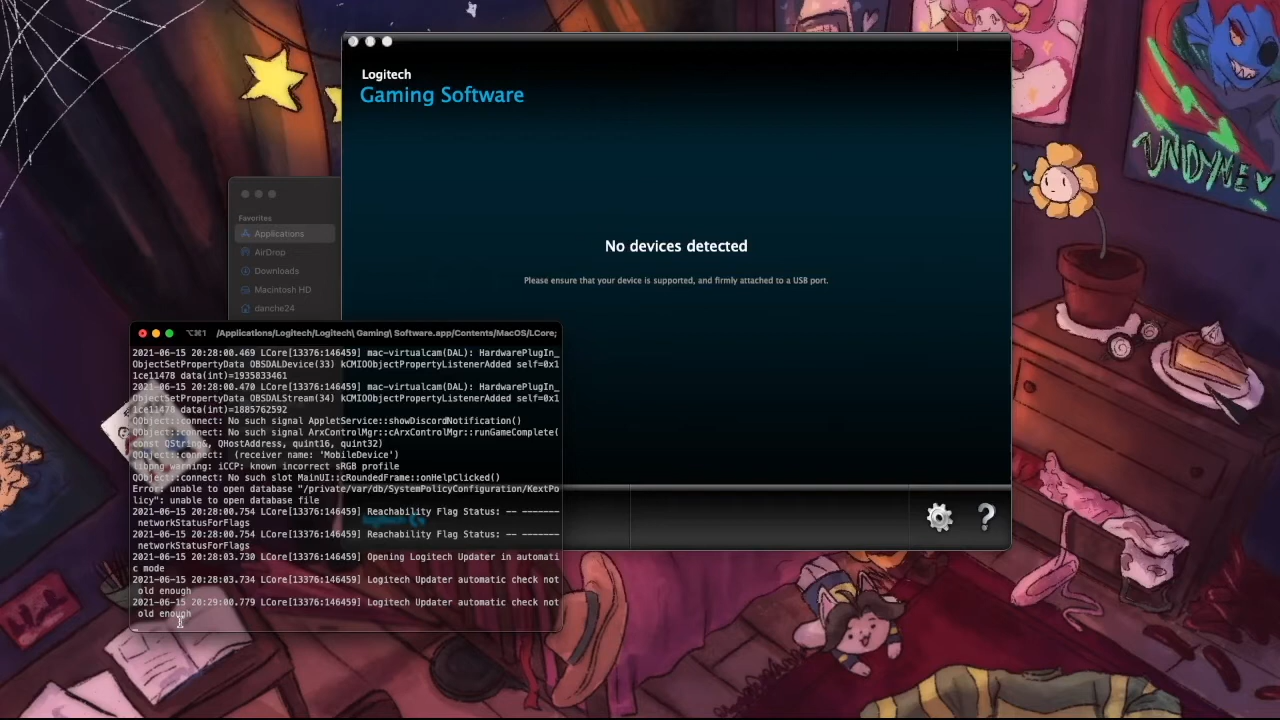 Logitech
Gaming Software
UNDYNE
Favorites
Applications
AirDrop
Downloads
Macintosh HD
danche24
No devices detected
Please ensure that your device is supported, and firmly attached to a USB port.
⌥⌘1 /Applications/Logitech/Logitech\ Gaming\ Software.app/Contents/MacOS/LCore;
2021-06-15 20:28:00.469 LCore[13376:146459] mac-virtualcam(DAL): HardwarePlugIn_
ObjectSetPropertyData OBSDALDevice(33) kCMIOObjectPropertyListenerAdded self=0x1
1ce11478 data(int)=1935833461
2021-06-15 20:28:00.470 LCore[13376:146459] mac-virtualcam(DAL): HardwarePlugIn_
ObjectSetPropertyData OBSDALStream(34) kCMIOObjectPropertyListenerAdded self=0x1
1ce11478 data(int)=1885762592
QObject::connect: No such signal AppletService::showDiscordNotification()
QObject::connect: No such signal ArxControlMgr::cArxControlMgr::runGameComplete(
const QString&, QHostAddress, quint16, quint32)
QObject::connect:  (receiver name: 'MobileDevice')
libpng warning: iCCP: known incorrect sRGB profile
QObject::connect: No such slot MainUI::cRoundedFrame::onHelpClicked()
Error: unable to open database "/private/var/db/SystemPolicyConfiguration/KextPo
licy": unable to open database file
2021-06-15 20:28:00.754 LCore[13376:146459] Reachability Flag Status: -- -------
 networkStatusForFlags
2021-06-15 20:28:00.754 LCore[13376:146459] Reachability Flag Status: -- -------
 networkStatusForFlags
2021-06-15 20:28:03.730 LCore[13376:146459] Opening Logitech Updater in automati
c mode
2021-06-15 20:28:03.734 LCore[13376:146459] Logitech Updater automatic check not
 old enough
2021-06-15 20:29:00.779 LCore[13376:146459] Logitech Updater automatic check not
 old enough